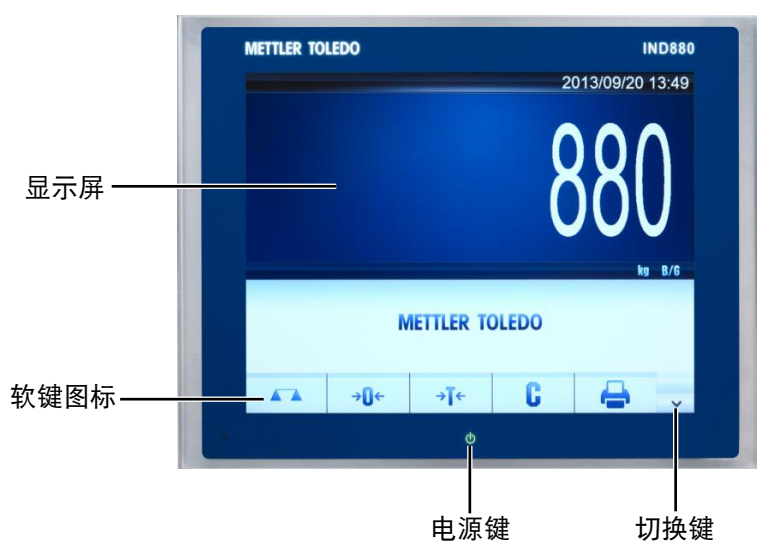 METTLER TOLEDO IND880
2013/09/20 13:49
显示屏
880
kg B/G
METTLER TOLEDO
软键图标
→0←
→T←
C
电源键
切换键